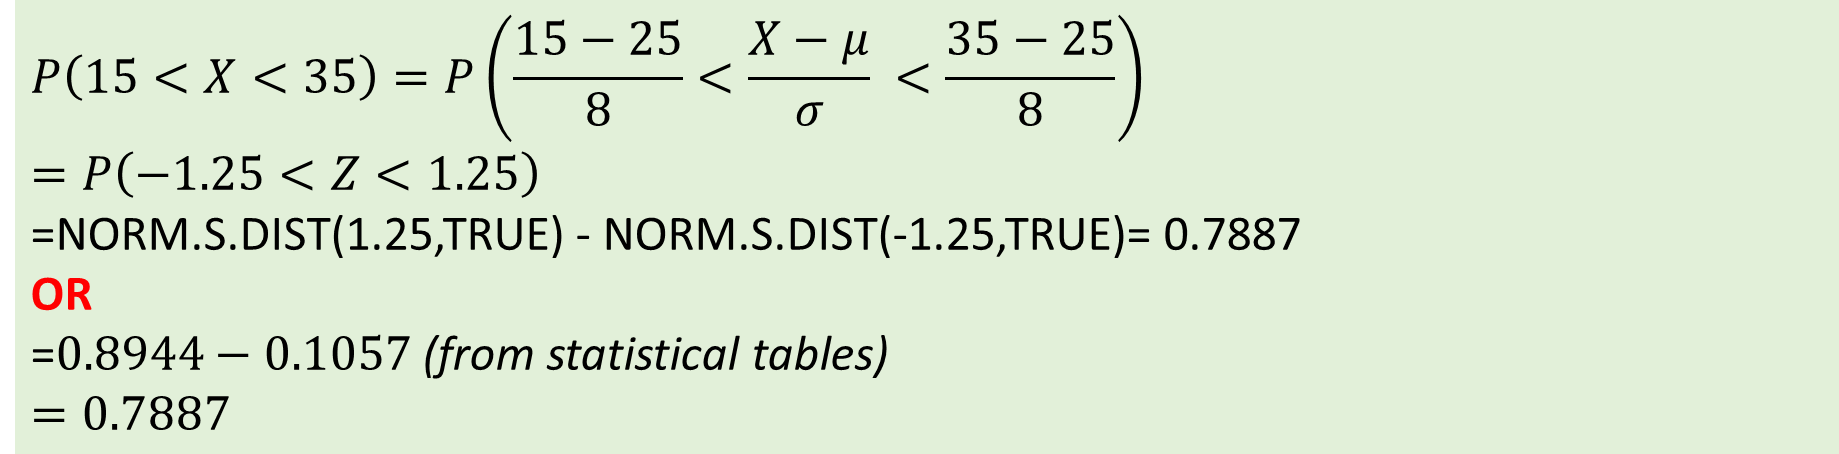 P(15 < X < 35) = P((15 − 25)/8 < (X − μ)/σ < (35 − 25)/8)
= P(−1.25 < Z < 1.25)
=NORM.S.DIST(1.25,TRUE) - NORM.S.DIST(-1.25,TRUE)= 0.7887
OR
=0.8944 − 0.1057 (from statistical tables)
= 0.7887